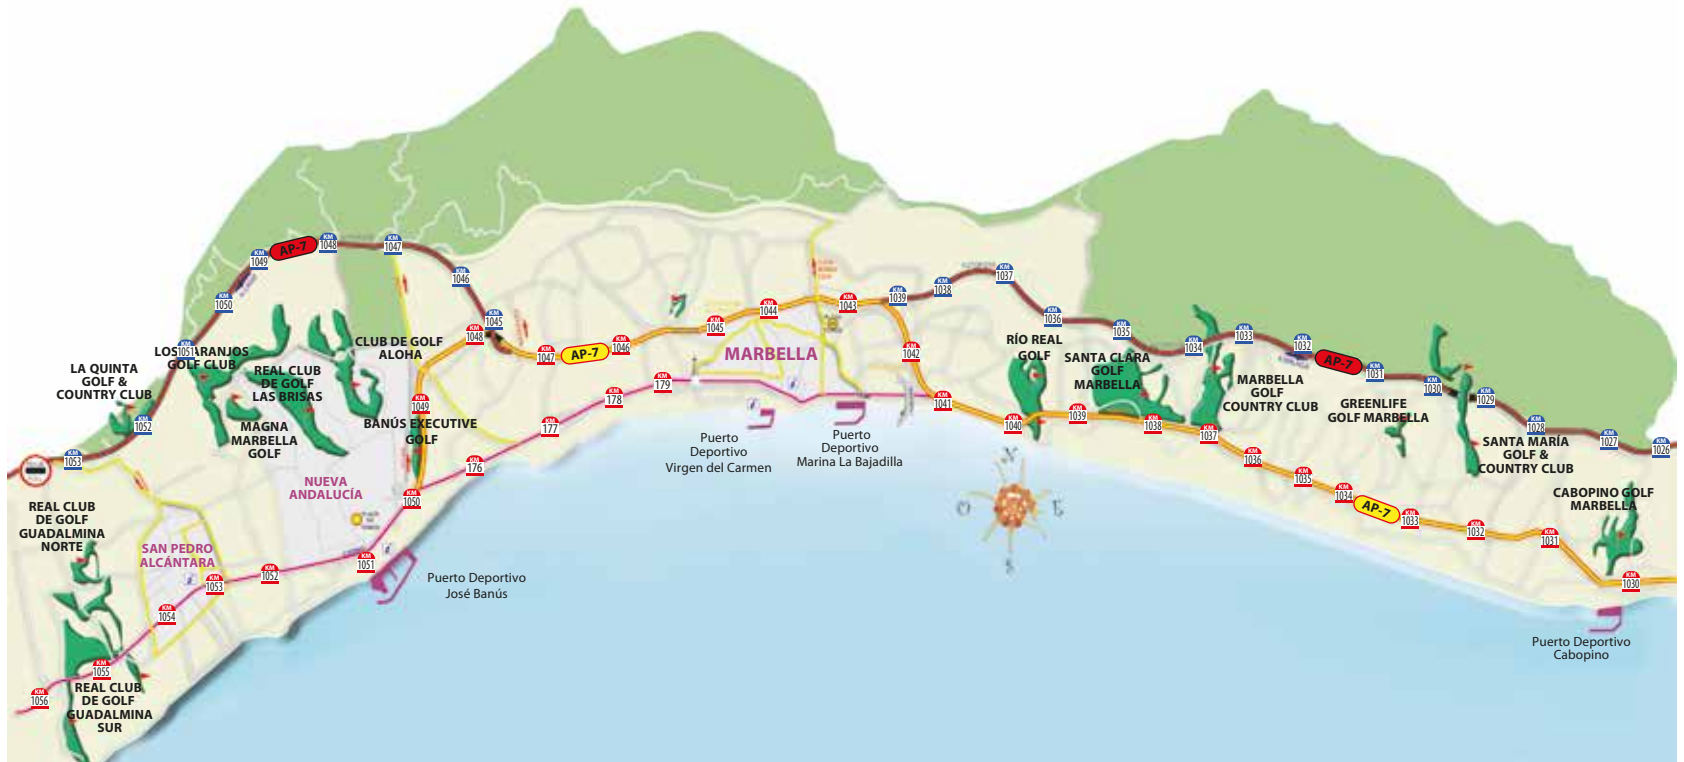 KM
1049
AP-7
KM
1048
KM
1047
KM
1046
KM
1045
KM
1050
KM
1051
KM
1052
KM
1053
KM
1039
KM
1038
KM
1037
KM
1036
KM
1035
KM
1034
KM
1033
KM
1032
AP-7
KM
1031
KM
1030
KM
1029
KM
1028
KM
1027
KM
1026
KM
1048
KM
1047
AP-7
KM
1046
KM
1045
KM
1044
KM
1043
KM
1042
KM
1041
KM
1040
KM
1039
KM
1038
KM
1037
KM
1036
KM
1035
KM
1034
AP-7
KM
1033
KM
1032
KM
1031
KM
1030
KM
1049
KM
1050
KM
179
KM
178
KM
177
KM
176
KM
1051
KM
1052
KM
1053
KM
1054
KM
1055
KM
1056
LA QUINTA
GOLF &
COUNTRY CLUB
LOS NARANJOS
GOLF CLUB
REAL CLUB
DE GOLF
LAS BRISAS
MAGNA
MARBELLA
GOLF
CLUB DE GOLF
ALOHA
BANÚS EXECUTIVE
GOLF
NUEVA
ANDALUCÍA
SAN PEDRO
ALCÁNTARA
MARBELLA
REAL CLUB
DE GOLF
GUADALMINA
NORTE
REAL CLUB
DE GOLF
GUADALMINA
SUR
RÍO REAL
GOLF
SANTA CLARA
GOLF
MARBELLA
MARBELLA
GOLF
COUNTRY CLUB
GREENLIFE
GOLF MARBELLA
SANTA MARÍA
GOLF &
COUNTRY CLUB
CABOPINO GOLF
MARBELLA
Puerto Deportivo
José Banús
Puerto
Deportivo
Virgen del Carmen
Puerto
Deportivo
Marina La Bajadilla
Puerto Deportivo
Cabopino
N
O
E
S